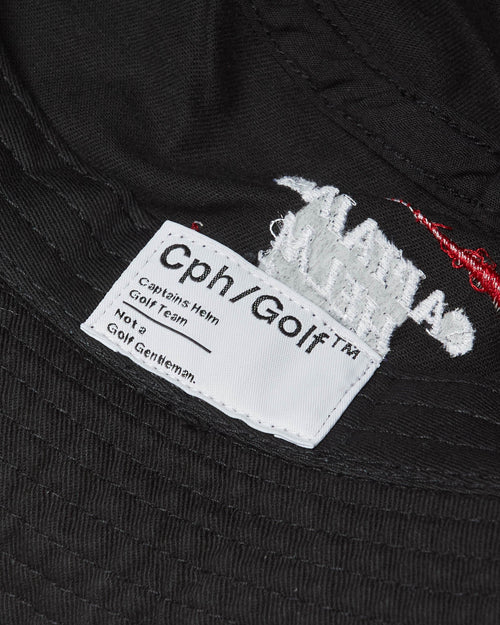 Cph/Golf™
Captains Helm
Golf Team
Not a
Golf Gentleman.